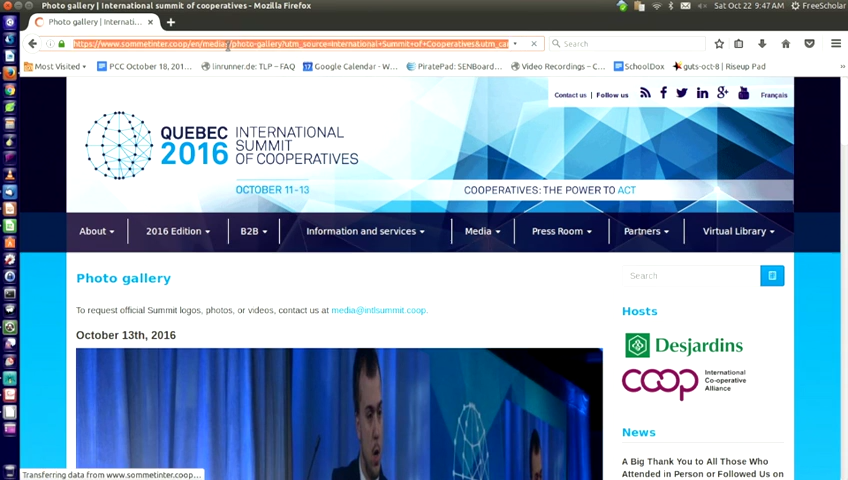 Photo gallery | International summit of cooperatives - Mozilla Firefox
Sat Oct 22 9:47 AM FreeScholar
Photo gallery | Internati...
https://www.sommetinter.coop/en/media/photo-gallery?utm_source=International+Summit+of+Cooperatives&utm_ca
Search
Most Visited
PCC October 18, 201...
linrunner.de: TLP – FAQ
Google Calendar - W...
PiratePad: SENBoard...
Video Recordings – C...
SchoolDox
guts-oct-8 | Riseup Pad
Contact us | Follow us
Français
QUEBEC 2016
INTERNATIONAL
SUMMIT
OF COOPERATIVES
OCTOBER 11-13
COOPERATIVES: THE POWER TO ACT
About
2016 Edition
B2B
Information and services
Media
Press Room
Partners
Virtual Library
Photo gallery
Search
To request official Summit logos, photos, or videos, contact us at media@intlsummit.coop.
Hosts
October 13th, 2016
Desjardins
coop
International
Co-operative
Alliance
News
A Big Thank You to All Those Who
Attended in Person or Followed Us on
Transferring data from www.sommetinter.coop...